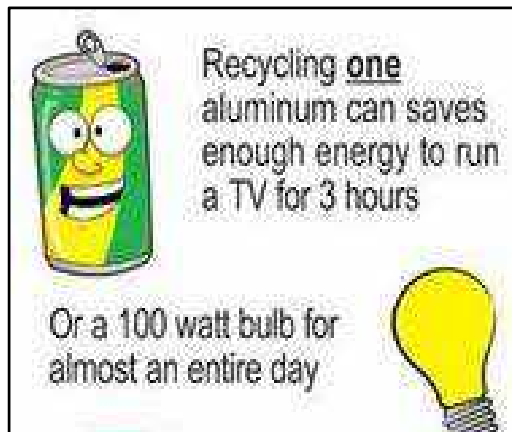 Recycling one
aluminum can saves
enough energy to run
a TV for 3 hours
Or a 100 watt bulb for
almost an entire day